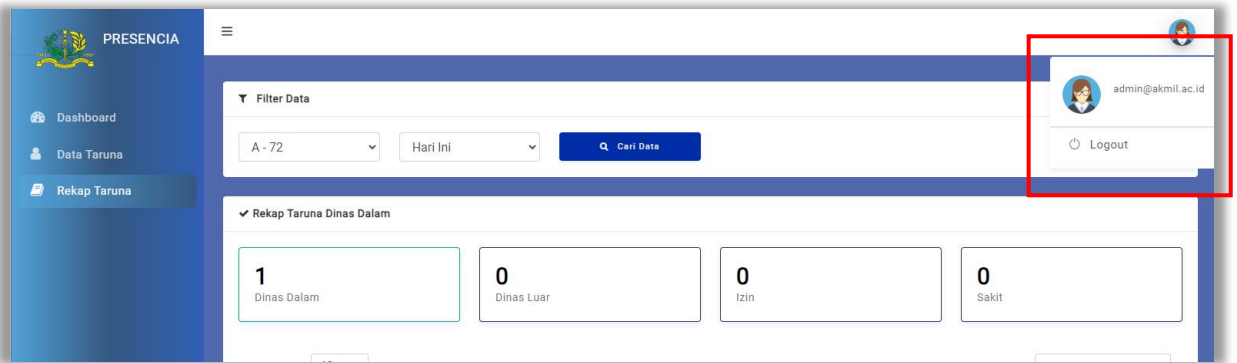 PRESENCIA
Dashboard
Data Taruna
Rekap Taruna
Filter Data
A - 72
Hari Ini
Cari Data
admin@akmil.ac.id
Logout
Rekap Taruna Dinas Dalam
1
Dinas Dalam
0
Dinas Luar
0
Izin
0
Sakit